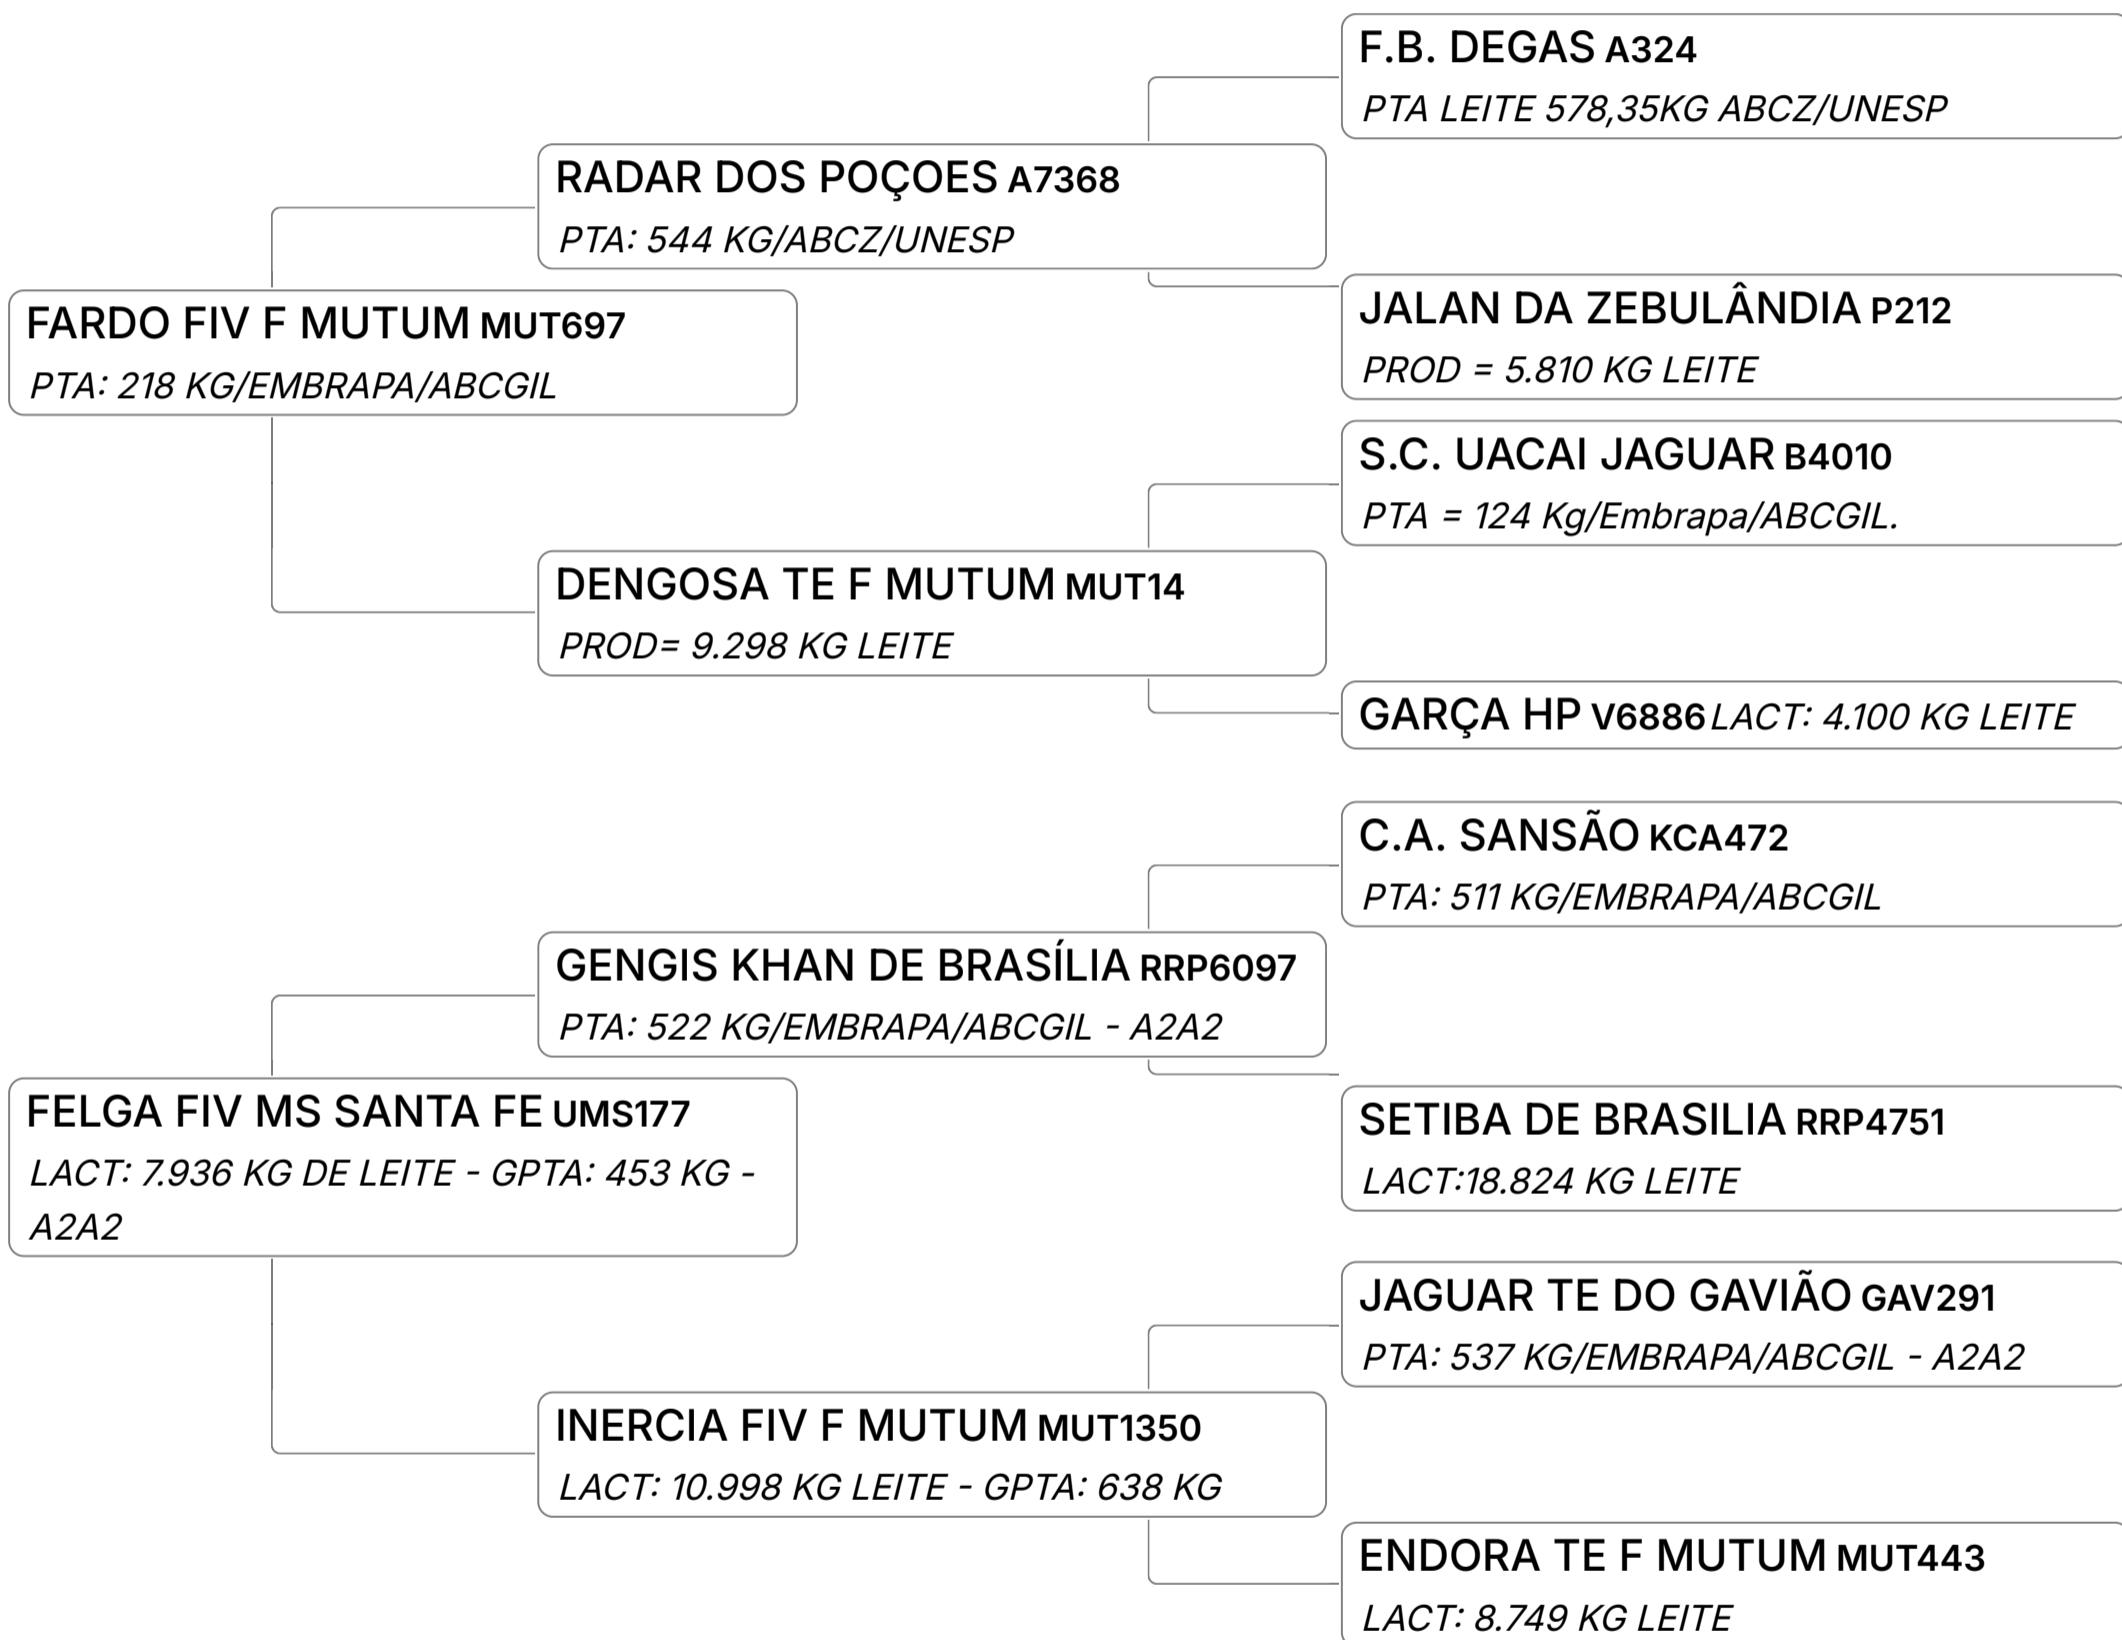 F.B. DEGAS A324
PTA LEITE 578,35KG ABCZ/UNESP
RADAR DOS POÇOES A7368
PTA: 544 KG/ABCZ/UNESP
JALAN DA ZEBULÂNDIA P212
PROD = 5.810 KG LEITE
FARDO FIV F MUTUM MUT697
PTA: 218 KG/EMBRAPA/ABCGIL
S.C. UACAI JAGUAR B4010
PTA = 124 Kg/Embrapa/ABCGIL.
DENGOSA TE F MUTUM MUT14
PROD= 9.298 KG LEITE
GARÇA HP V6886 LACT: 4.100 KG LEITE
C.A. SANSÃO KCA472
PTA: 511 KG/EMBRAPA/ABCGIL
GENGIS KHAN DE BRASÍLIA RRP6097
PTA: 522 KG/EMBRAPA/ABCGIL - A2A2
SETIBA DE BRASILIA RRP4751
LACT:18.824 KG LEITE
FELGA FIV MS SANTA FE UMS177
LACT: 7.936 KG DE LEITE - GPTA: 453 KG -
A2A2
JAGUAR TE DO GAVIÃO GAV291
PTA: 537 KG/EMBRAPA/ABCGIL - A2A2
INERCIA FIV F MUTUM MUT1350
LACT: 10.998 KG LEITE - GPTA: 638 KG
ENDORA TE F MUTUM MUT443
LACT: 8.749 KG LEITE